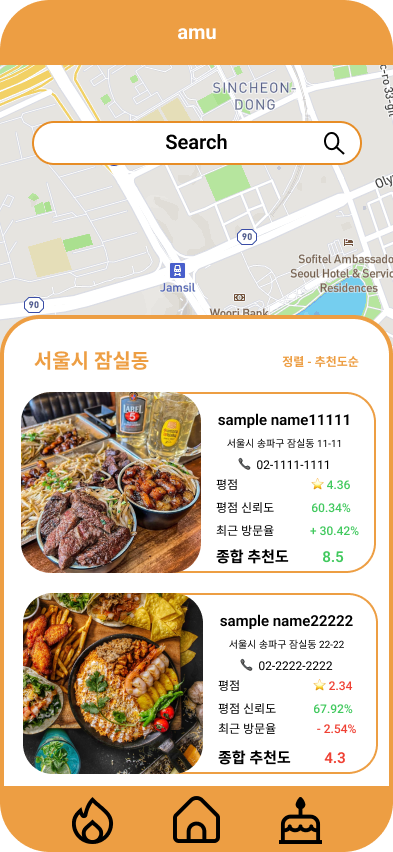 amu
c-ro 33-gil
SINCHEON-
DONG
Search
Oly
90
Sofitel Ambassado
Seoul Hotel & Servic
Residences
Jamsil
90
Woori Bank
서울시 잠실동
정렬 - 추천도순
LABEL
5
sample name11111
서울시 송파구 잠실동 11-11
02-1111-1111
평점 4.36
평점 신뢰도 60.34%
최근 방문율 + 30.42%
종합 추천도 8.5
sample name22222
서울시 송파구 잠실동 22-22
02-2222-2222
평점 2.34
평점 신뢰도 67.92%
최근 방문율 - 2.54%
종합 추천도 4.3